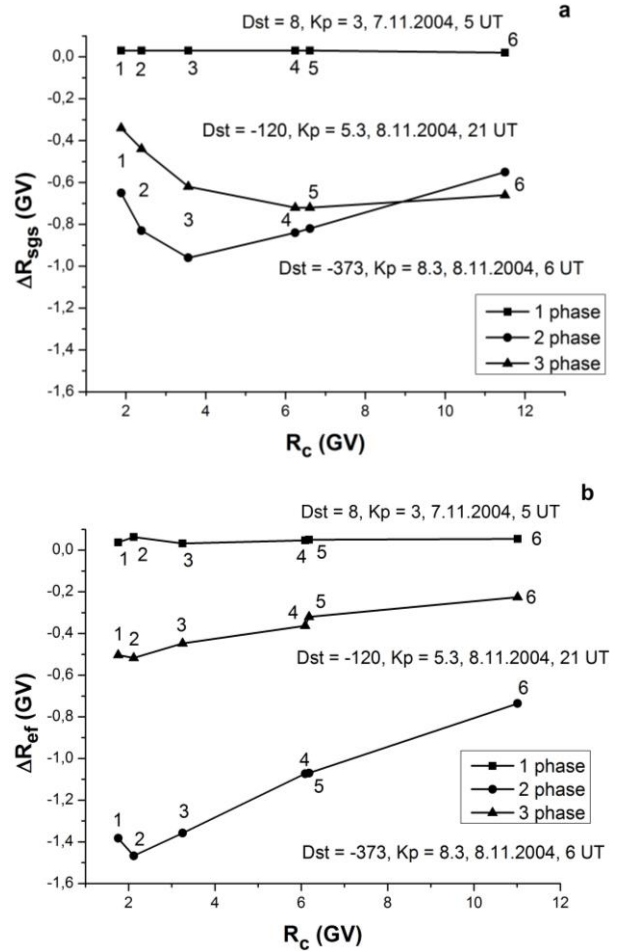 a
Dst = 8, Kp = 3, 7.11.2004, 5 UT
0,0
-0,2
-0,4
-0,6
-0,8
-1,0
-1,2
-1,4
-1,6
ΔRsgs (GV)
1 2 3 4 5 6
Dst = -120, Kp = 5.3, 8.11.2004, 21 UT
1 2 3 4 5 6
Dst = -373, Kp = 8.3, 8.11.2004, 6 UT
1 phase
2 phase
3 phase
2 4 6 8 10 12
Rc (GV)
b
Dst = 8, Kp = 3, 7.11.2004, 5 UT
0,0
-0,2
-0,4
-0,6
-0,8
-1,0
-1,2
-1,4
-1,6
ΔRef (GV)
1 2 3 4 5 6
1 2 3 4 5 6
Dst = -120, Kp = 5.3, 8.11.2004, 21 UT
1 2 3 4 5 6
1 phase
2 phase
3 phase
Dst = -373, Kp = 8.3, 8.11.2004, 6 UT
2 4 6 8 10 12
Rc (GV)